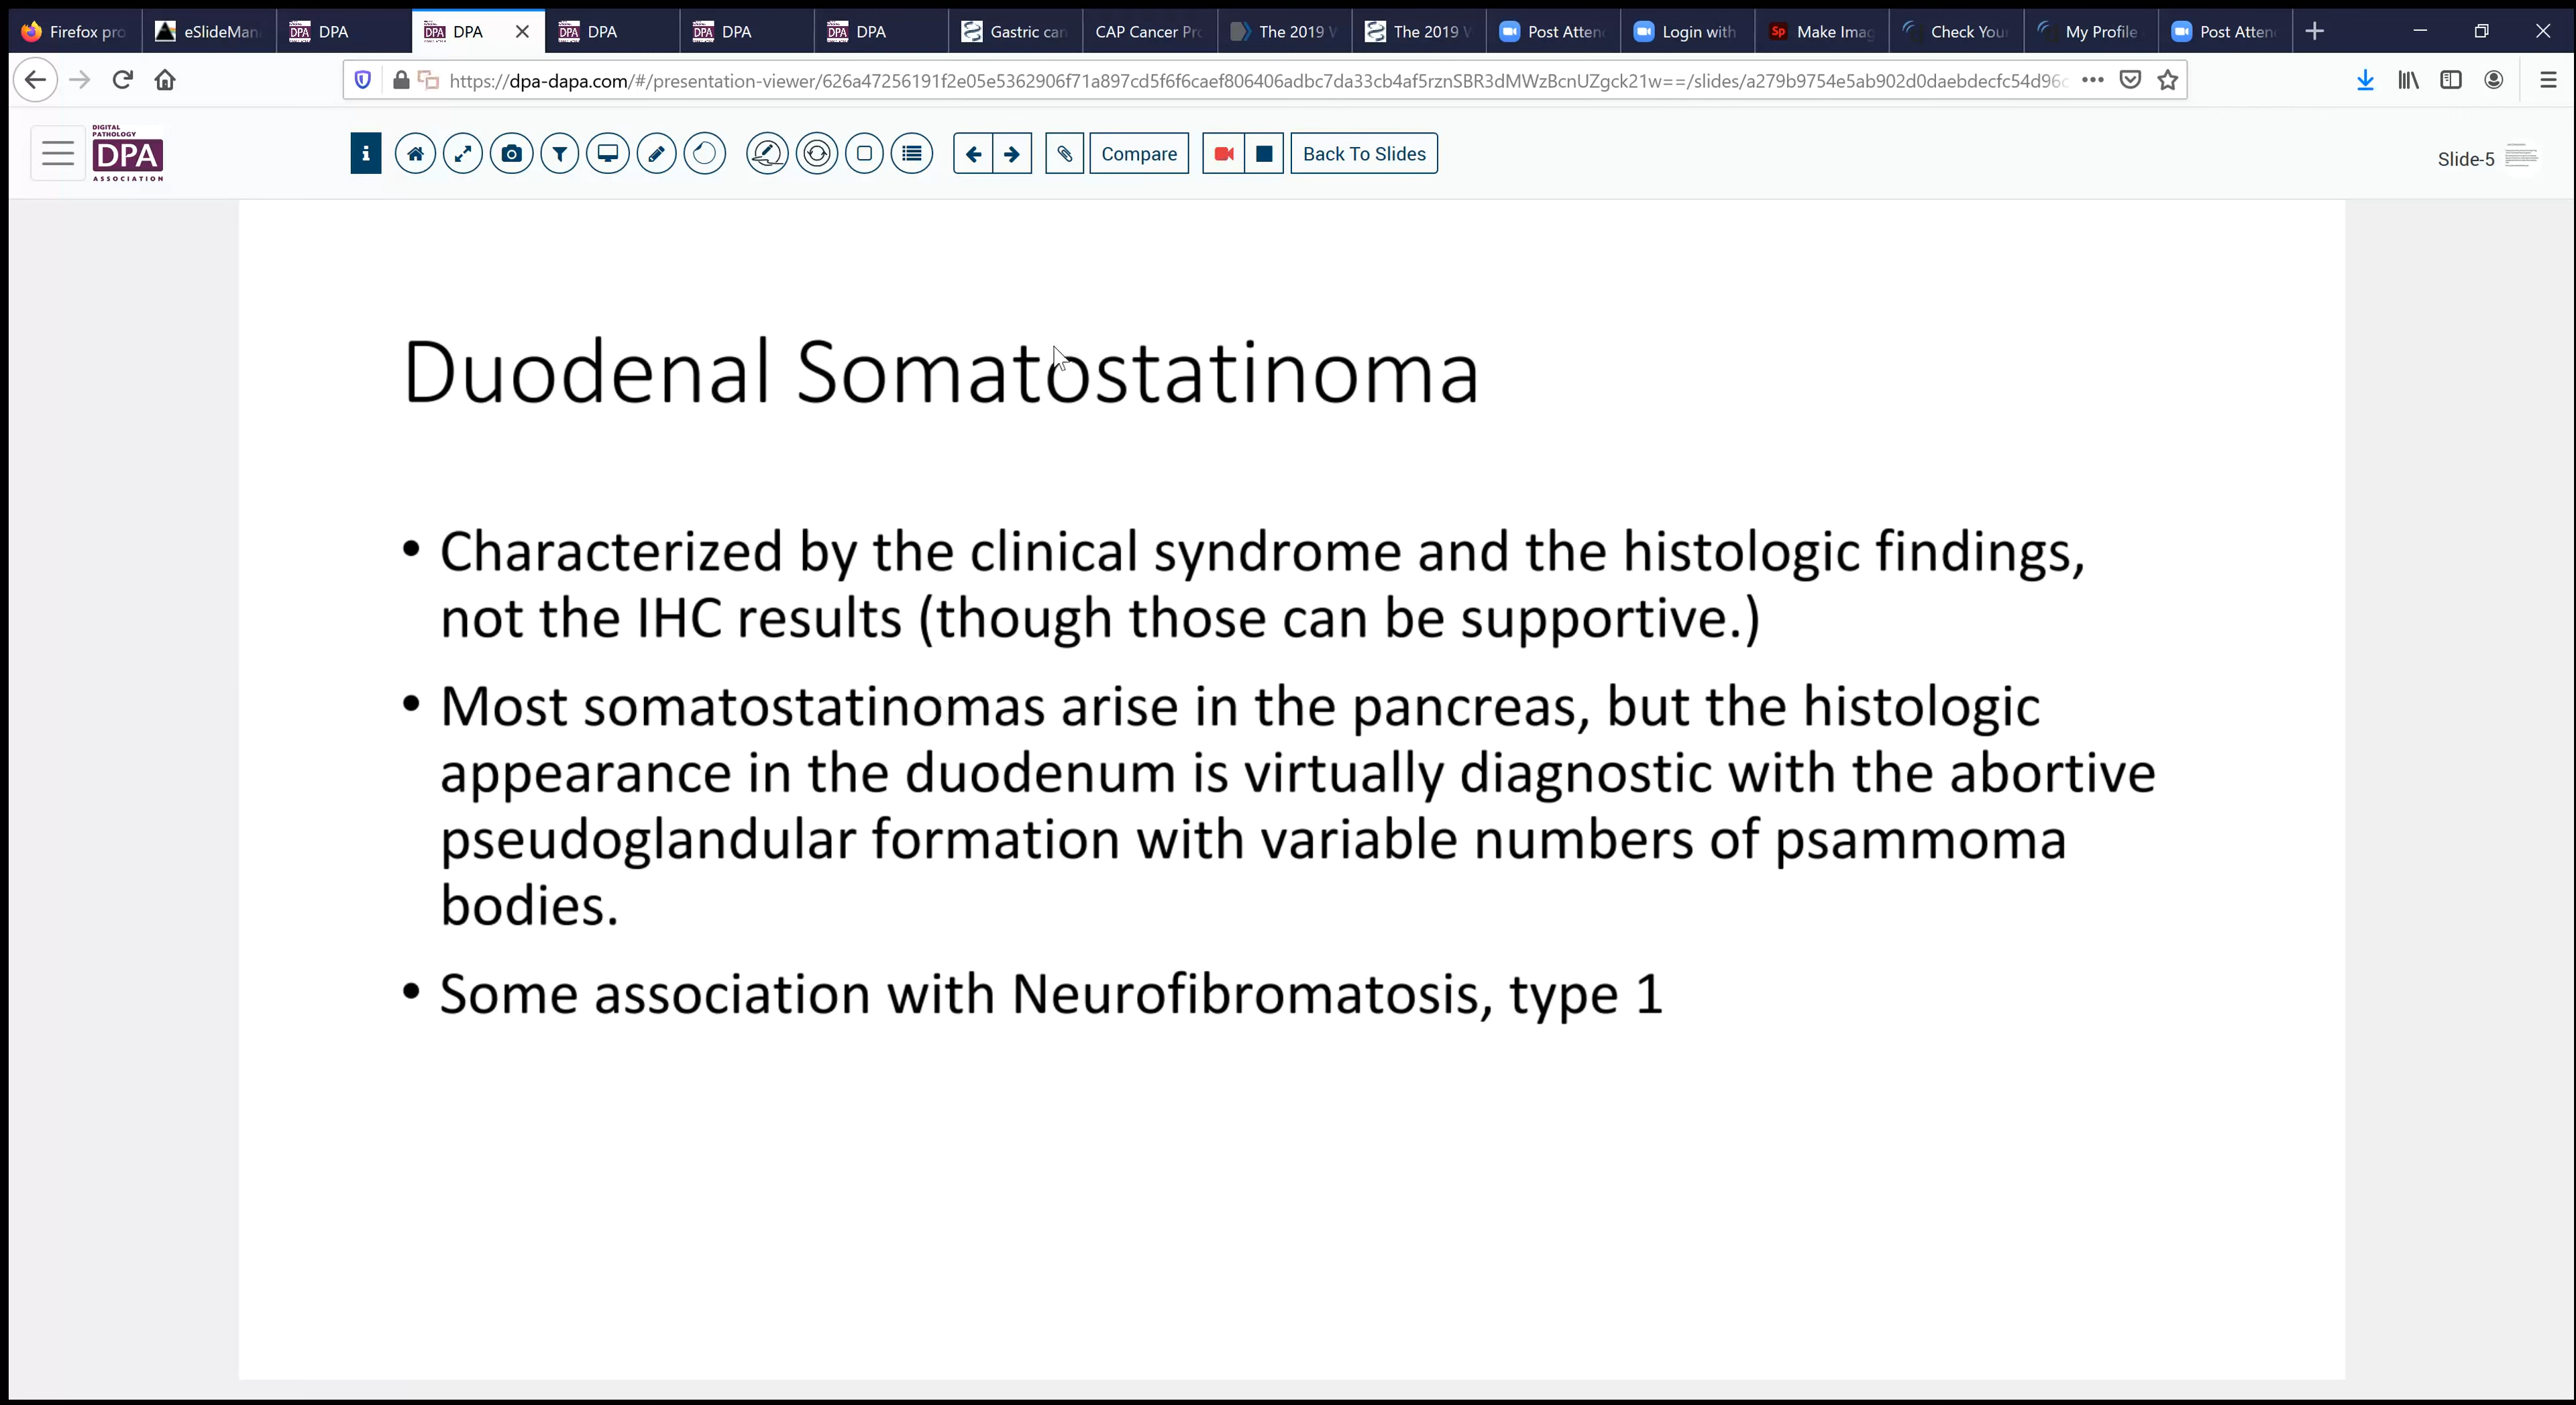 Firefox pro
eSlideMan
DPA
DPA
DPA
DPA
DPA
Gastric can
CAP Cancer Pro
The 2019 W
The 2019 W
Post Atten
Login with
Sp
Make Imag
Check You
My Profile
Post Atten
https://dpa-dapa.com/#/presentation-viewer/626a47256191f2e05e5362906f71a897cd5f6f6caef806406adbc7da33cb4af5rznSBR3dMWzBcnUZgck21w==/slides/a279b9754e5ab902d0daebdecfc54d96c
DIGITAL
PATHOLOGY
DPA
ASSOCIATION
Compare
Back To Slides
Slide-5
Duodenal Somatostatinoma
• Characterized by the clinical syndrome and the histologic findings,
not the IHC results (though those can be supportive.)
• Most somatostatinomas arise in the pancreas, but the histologic
appearance in the duodenum is virtually diagnostic with the abortive
pseudoglandular formation with variable numbers of psammoma
bodies.
• Some association with Neurofibromatosis, type 1